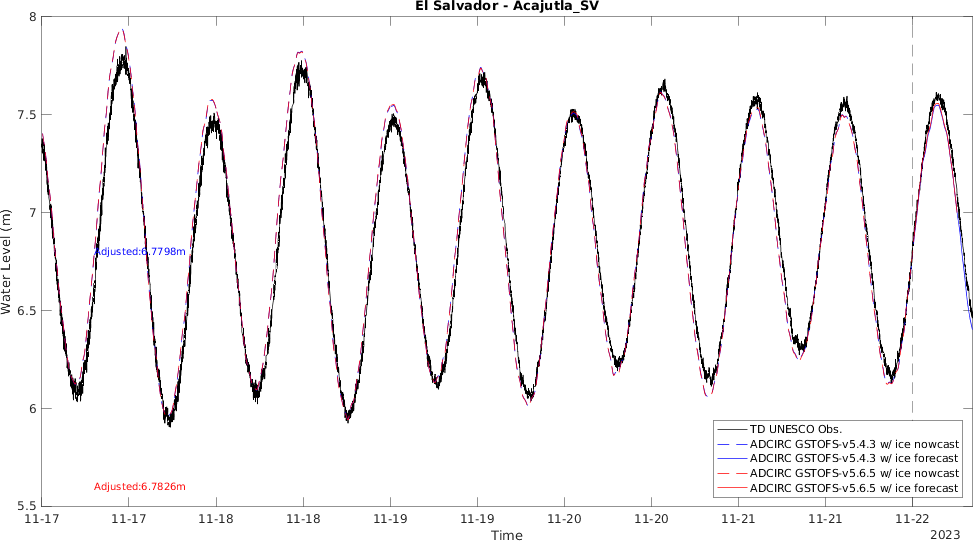 El Salvador - Acajutla_SV
8
7.5
7
6.5
6
5.5
Water Level (m)
Adjusted:6.7798m
Adjusted:6.7826m
TD UNESCO Obs.
ADCIRC GSTOFS-v5.4.3 w/ ice nowcast
ADCIRC GSTOFS-v5.4.3 w/ ice forecast
ADCIRC GSTOFS-v5.6.5 w/ ice nowcast
ADCIRC GSTOFS-v5.6.5 w/ ice forecast
11-17 11-17 11-18 11-18 11-19 11-19 11-20 11-20 11-21 11-21 11-22
Time
2023